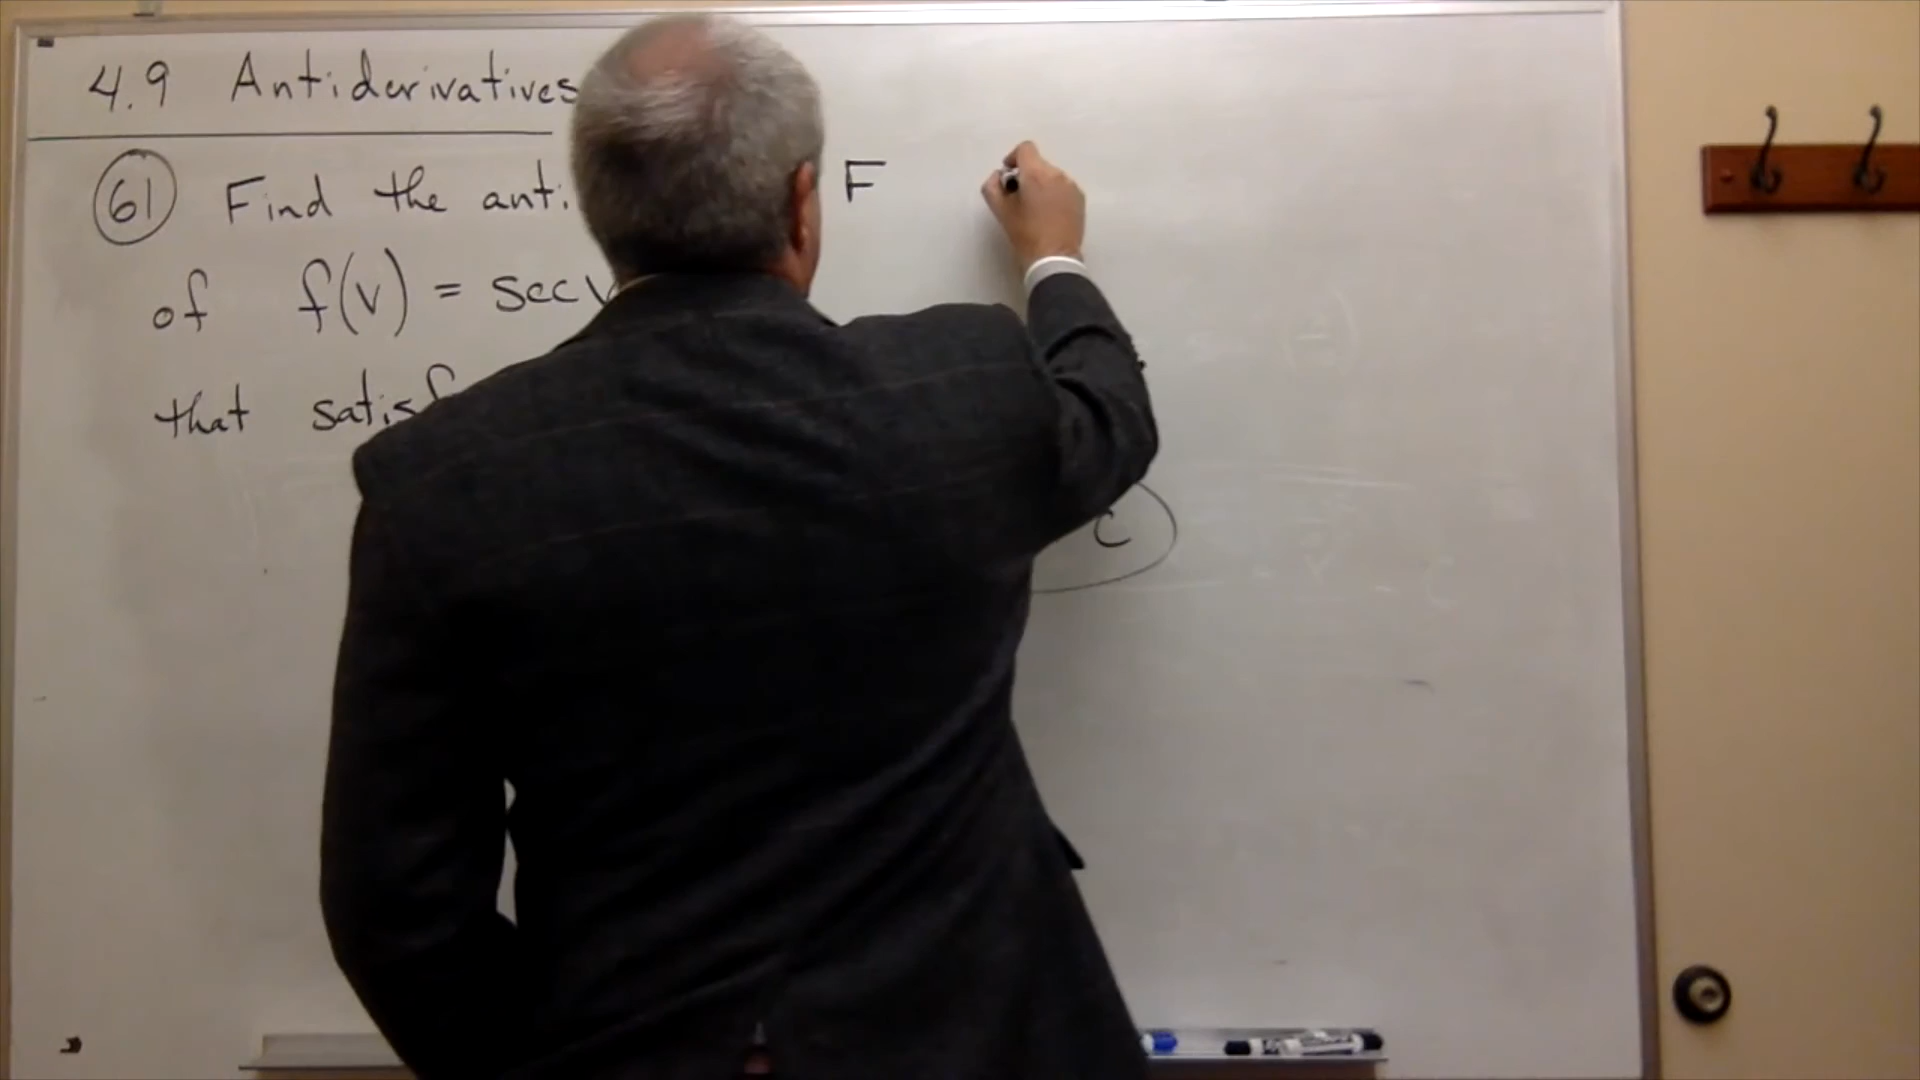 4.9 Antiderivatives
61 Find the anti F
of f(v) = sec v
that satisf
C